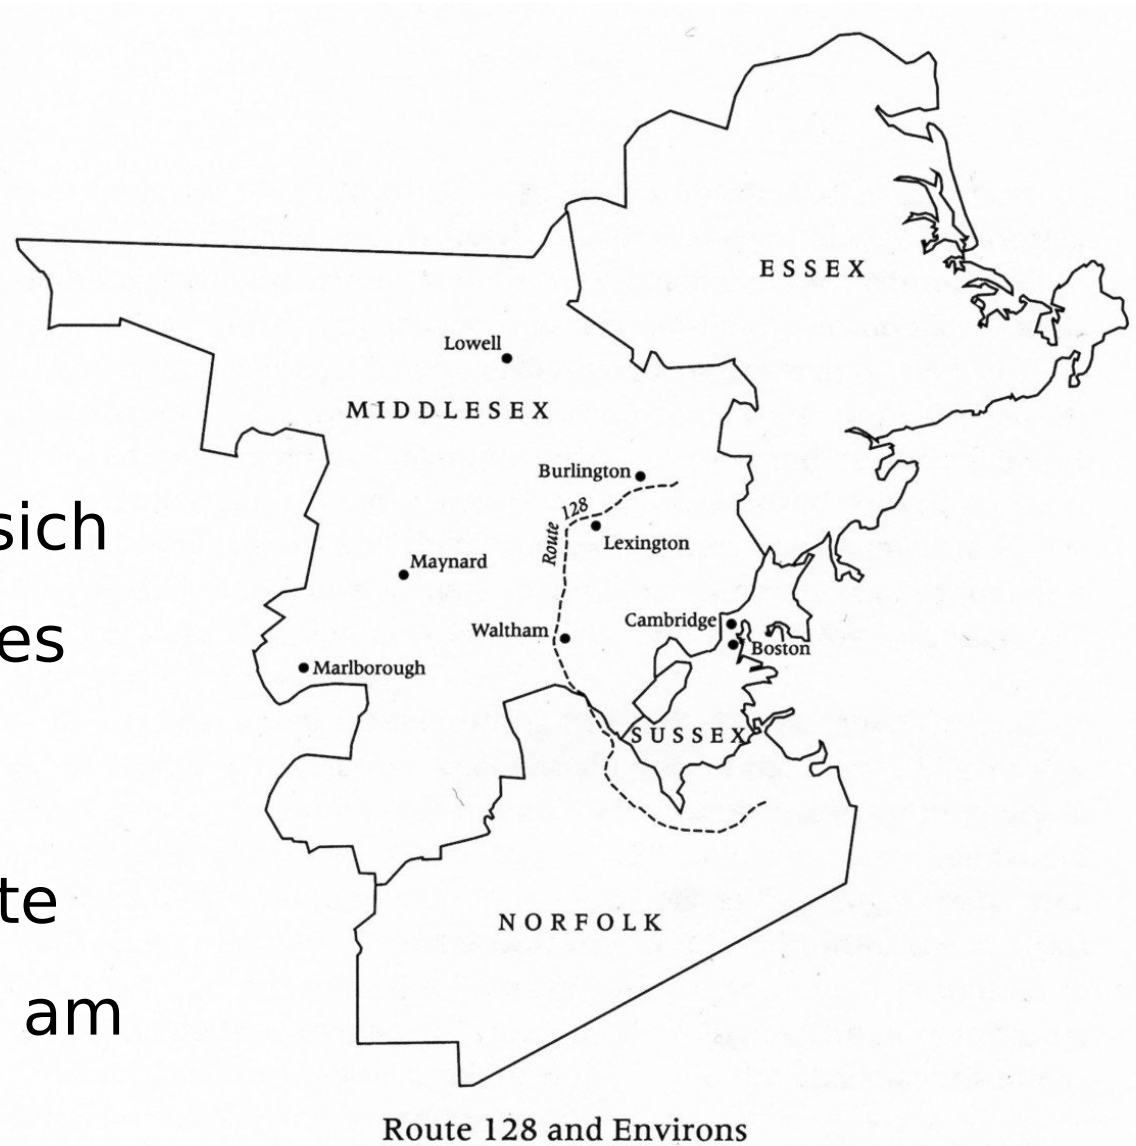 ESSEX
Lowell
MIDDLESEX
Burlington
sich
Route 128
Lexington
Maynard
es
Cambridge
Waltham
Boston
Marlborough
SUSSEX
te
NORFOLK
am
Route 128 and Environs